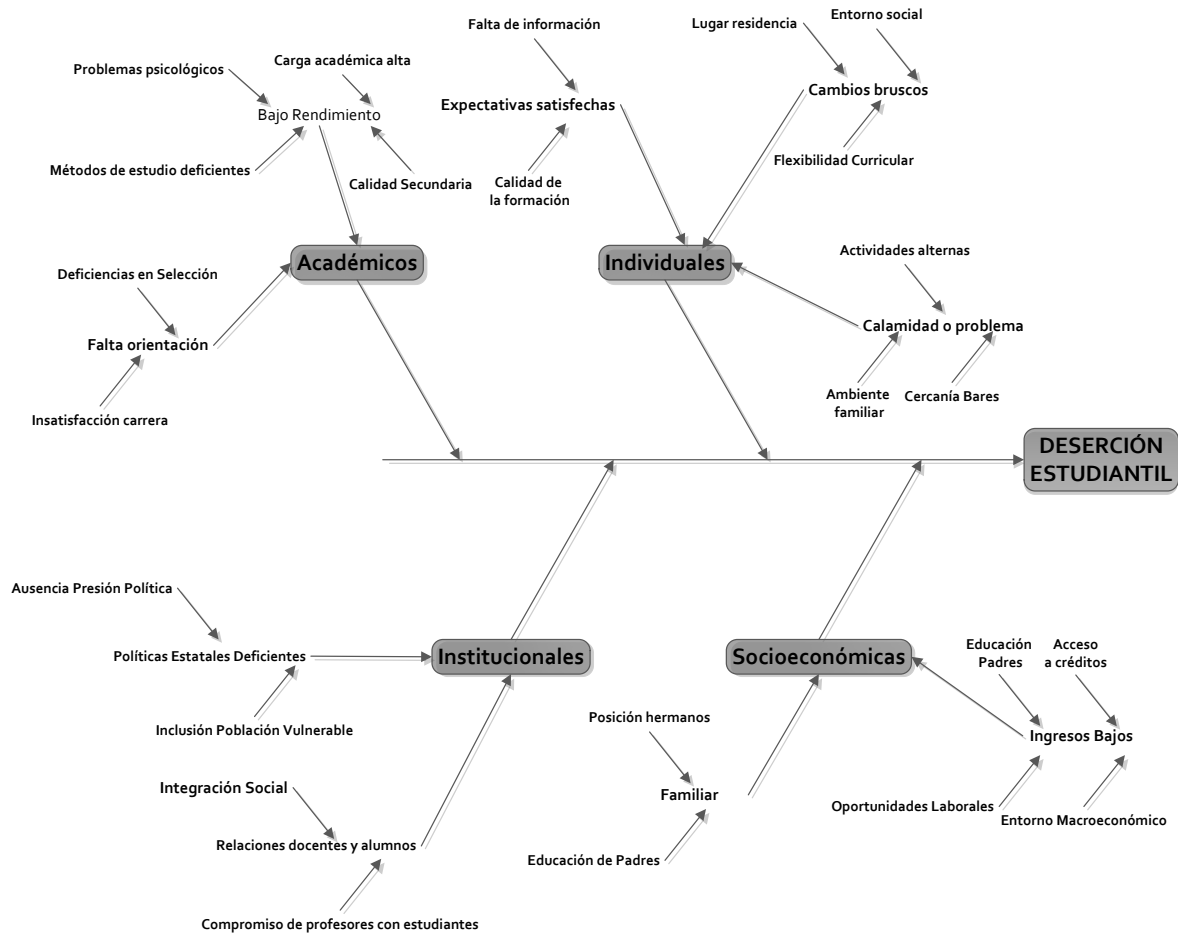 Falta de información
Lugar residencia
Entorno social
Problemas psicológicos
Carga académica alta
Bajo Rendimiento
Expectativas satisfechas
Cambios bruscos
Métodos de estudio deficientes
Calidad Secundaria
Calidad de
la formación
Flexibilidad Curricular
Académicos
Individuales
Actividades alternas
Deficiencias en Selección
Falta orientación
Calamidad o problema
Insatisfacción carrera
Ambiente
familiar
Cercanía Bares
DESERCIÓN
ESTUDIANTIL
Ausencia Presión Política
Políticas Estatales Deficientes
Institucionales
Socioeconómicas
Educación
Padres
Acceso
a créditos
Inclusión Población Vulnerable
Posición hermanos
Ingresos Bajos
Integración Social
Familiar
Oportunidades Laborales
Entorno Macroeconómico
Relaciones docentes y alumnos
Educación de Padres
Compromiso de profesores con estudiantes